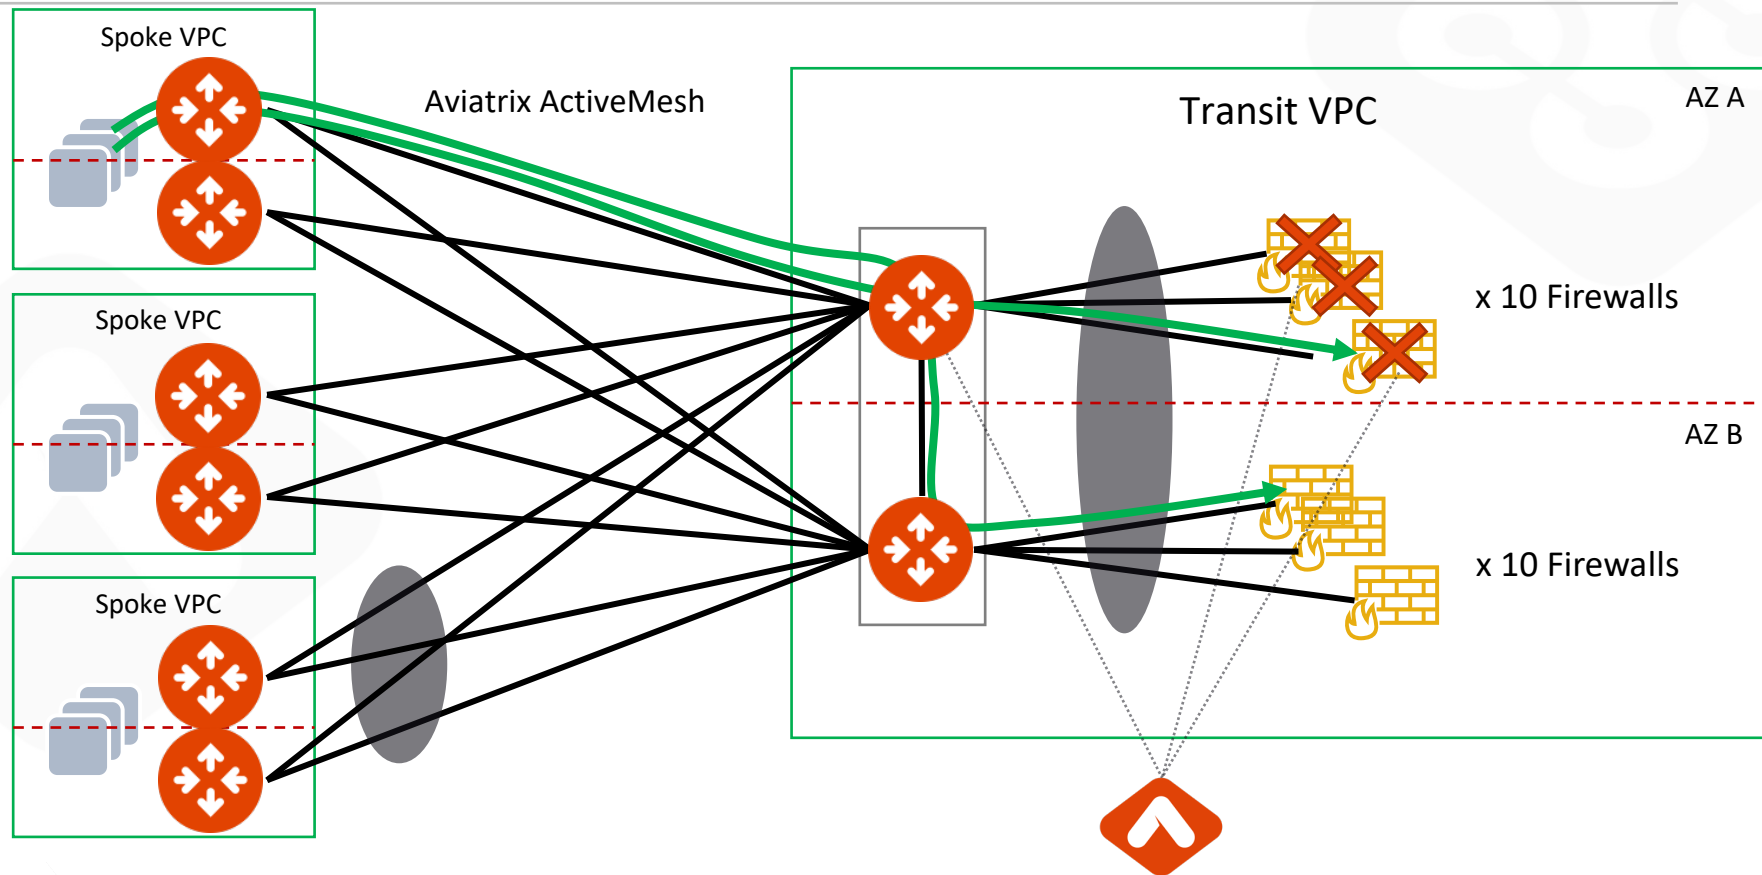 Spoke VPC
Aviatrix ActiveMesh
Transit VPC
AZ A
x 10 Firewalls
Spoke VPC
AZ B
x 10 Firewalls
Spoke VPC